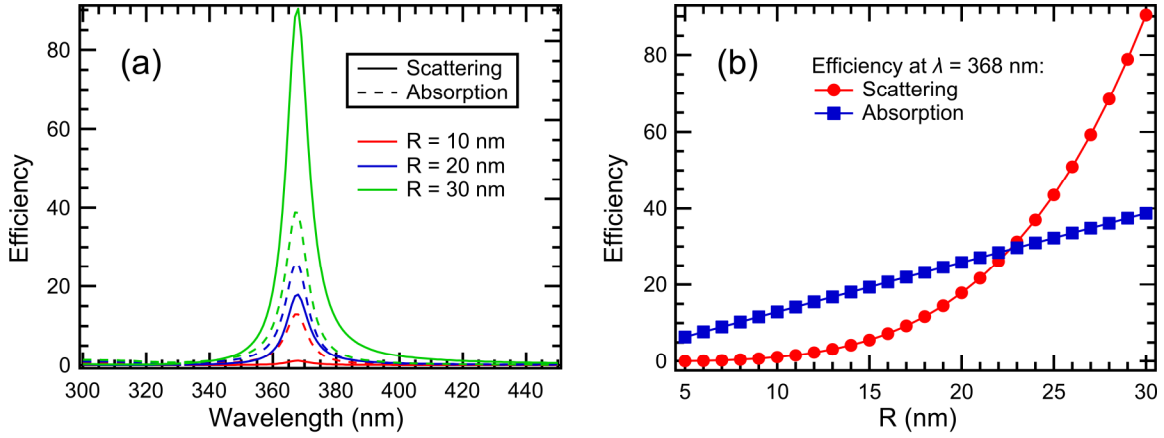 (a)
Scattering
Absorption
R = 10 nm
R = 20 nm
R = 30 nm
80
60
40
20
0
Efficiency
300
320
340
360
380
400
420
440
Wavelength (nm)
(b)
Efficiency at λ = 368 nm:
Scattering
Absorption
80
60
40
20
0
Efficiency
5
10
15
20
25
30
R (nm)